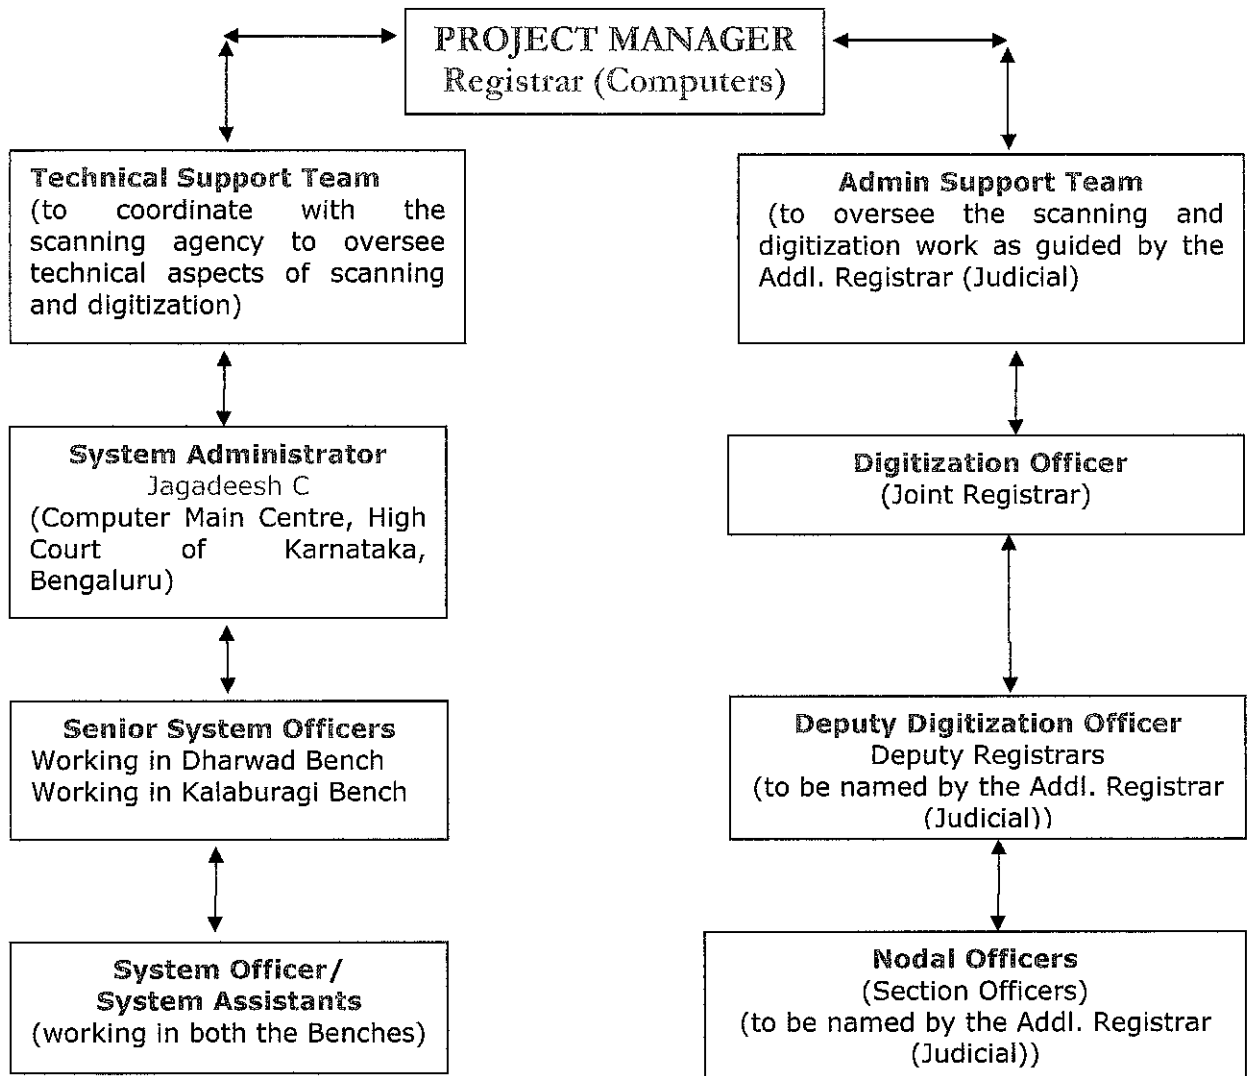 PROJECT MANAGER
Registrar (Computers)
Technical Support Team
(to coordinate with the
scanning agency to oversee
technical aspects of scanning
and digitization)
System Administrator
Jagadeesh C
(Computer Main Centre, High
Court of Karnataka,
Bengaluru)
Senior System Officers
Working in Dharwad Bench
Working in Kalaburagi Bench
System Officer/
System Assistants
(working in both the Benches)
Admin Support Team
(to oversee the scanning and
digitization work as guided by the
Addl. Registrar (Judicial)
Digitization Officer
(Joint Registrar)
Deputy Digitization Officer
Deputy Registrars
(to be named by the Addl. Registrar
(Judicial))
Nodal Officers
(Section Officers)
(to be named by the Addl. Registrar
(Judicial))